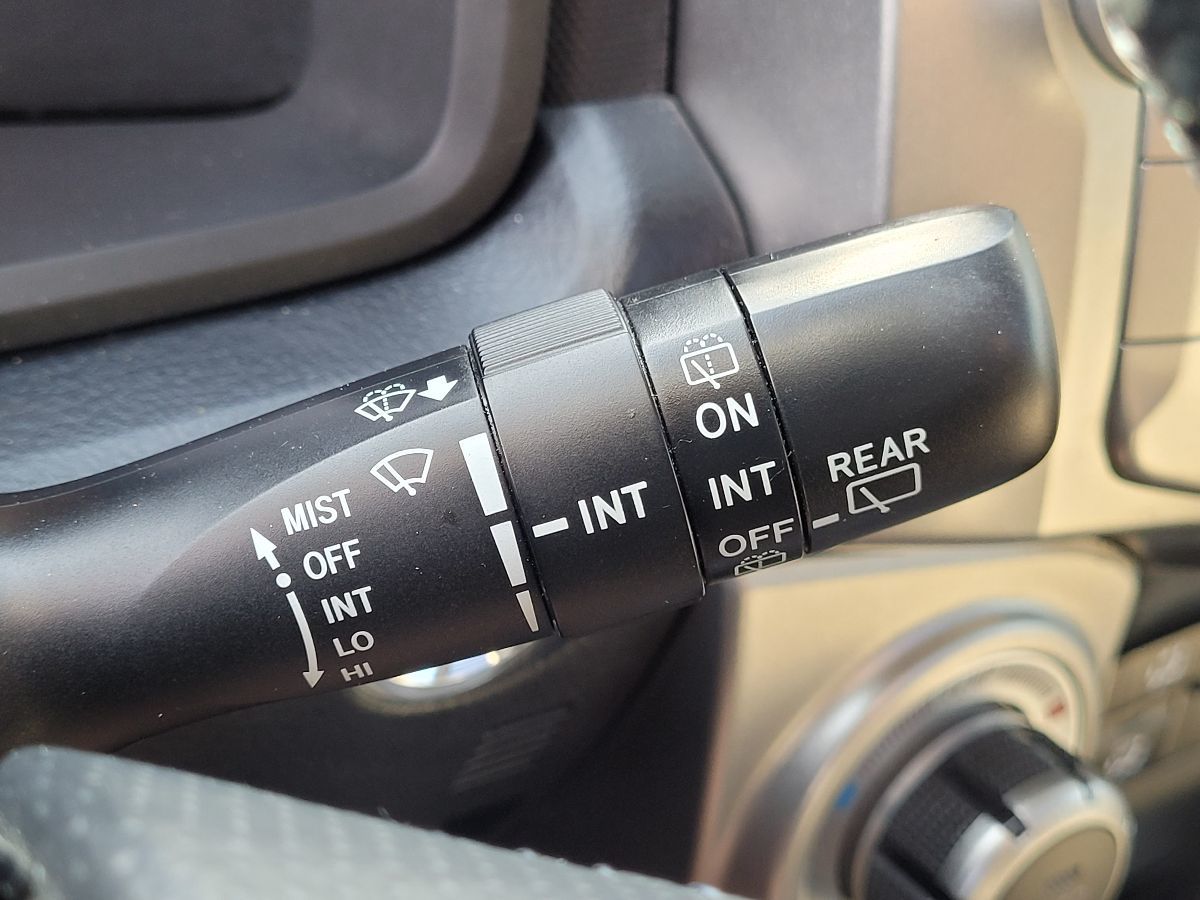 MIST
OFF
INT
LO
HI
INT
ON
INT
OFF
REAR